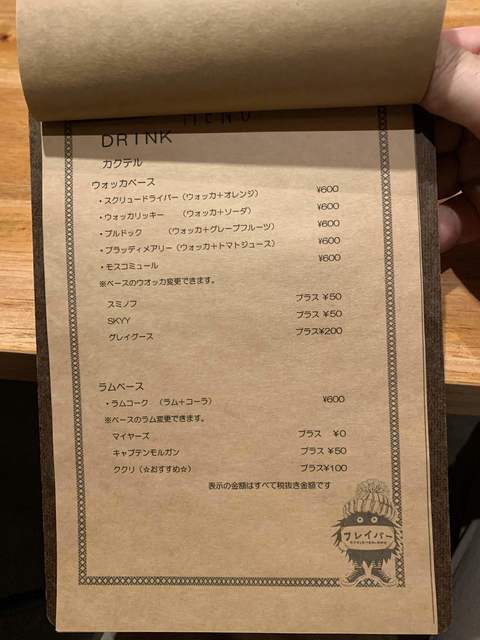 MENU
DRINK
カクテル
ウォッカベース
・スクリュードライバー（ウォッカ＋オレンジ） ¥600
・ウォッカリッキー （ウォッカ＋ソーダ） ¥600
・ブルドック （ウォッカ＋グレープフルーツ） ¥600
・ブラッディメアリー（ウォッカ＋トマトジュース） ¥600
・モスコミュール
※ベースのウオッカ変更できます。
スミノフ プラス ¥50
SKYY プラス ¥50
グレイグース プラス¥200
ラムベース
・ラムコーク （ラム＋コーラ） ¥600
※ベースのラム変更できます。
マイヤーズ プラス ¥0
キャプテンモルガン プラス ¥50
ククリ（☆おすすめ☆） プラス¥100
表示の金額はすべて税抜き金額です
フレイバー